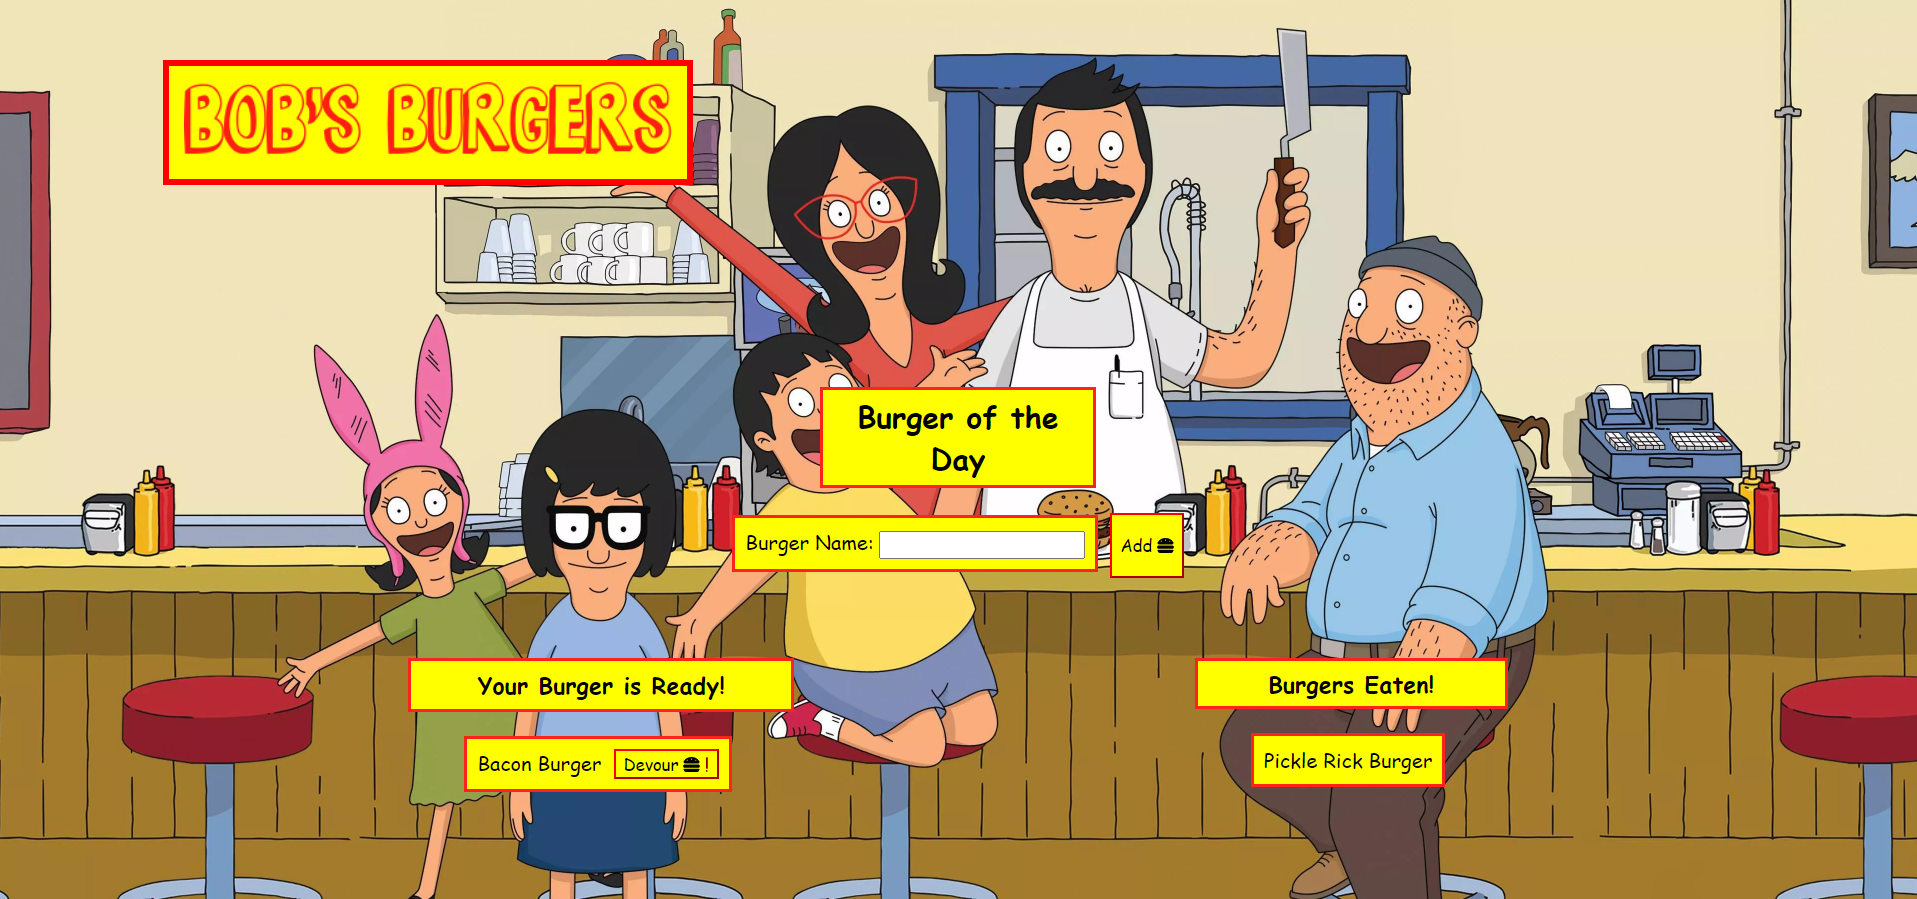 BOB'S BURGERS
Burger of the
Day
Burger Name:
Add
Your Burger is Ready!
Burgers Eaten!
Bacon Burger Devour !
Pickle Rick Burger